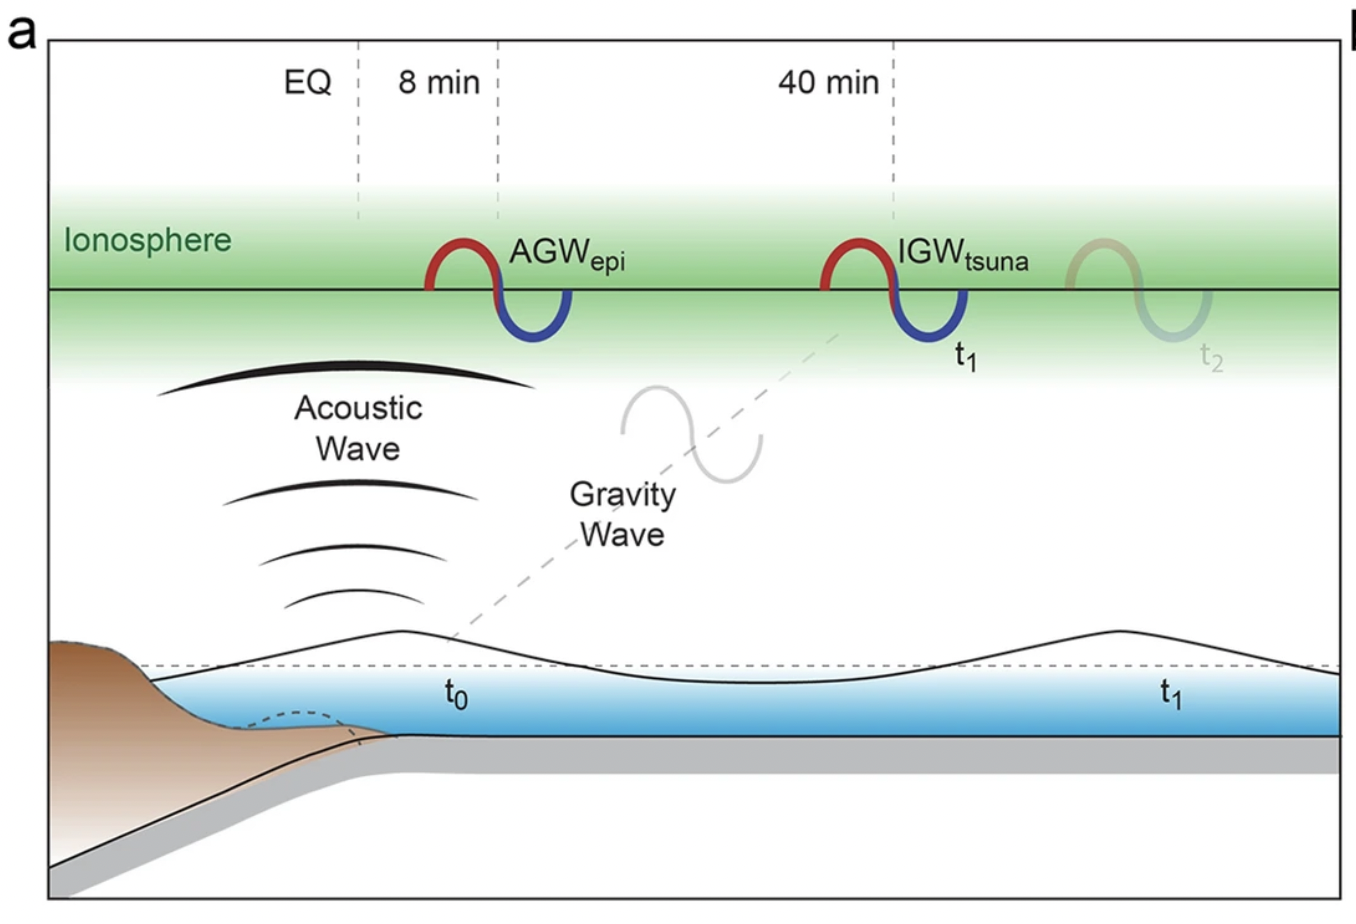 a
EQ
8 min
40 min
Ionosphere
AGWepi
IGWtsuna
t1
t2
Acoustic
Wave
Gravity
Wave
t0
t1